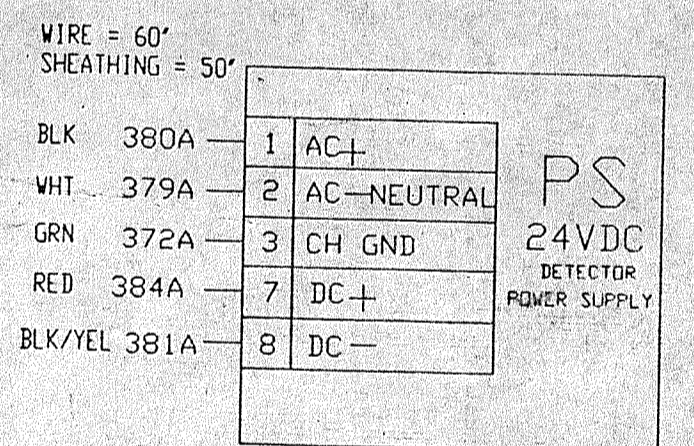 WIRE = 60'
SHEATHING = 50'
BLK 380A 1 AC+
WHT 379A 2 AC-NEUTRAL
GRN 372A 3 CH GND
RED 384A 7 DC+
BLK/YEL 381A 8 DC-
PS
24VDC
DETECTOR
POWER SUPPLY